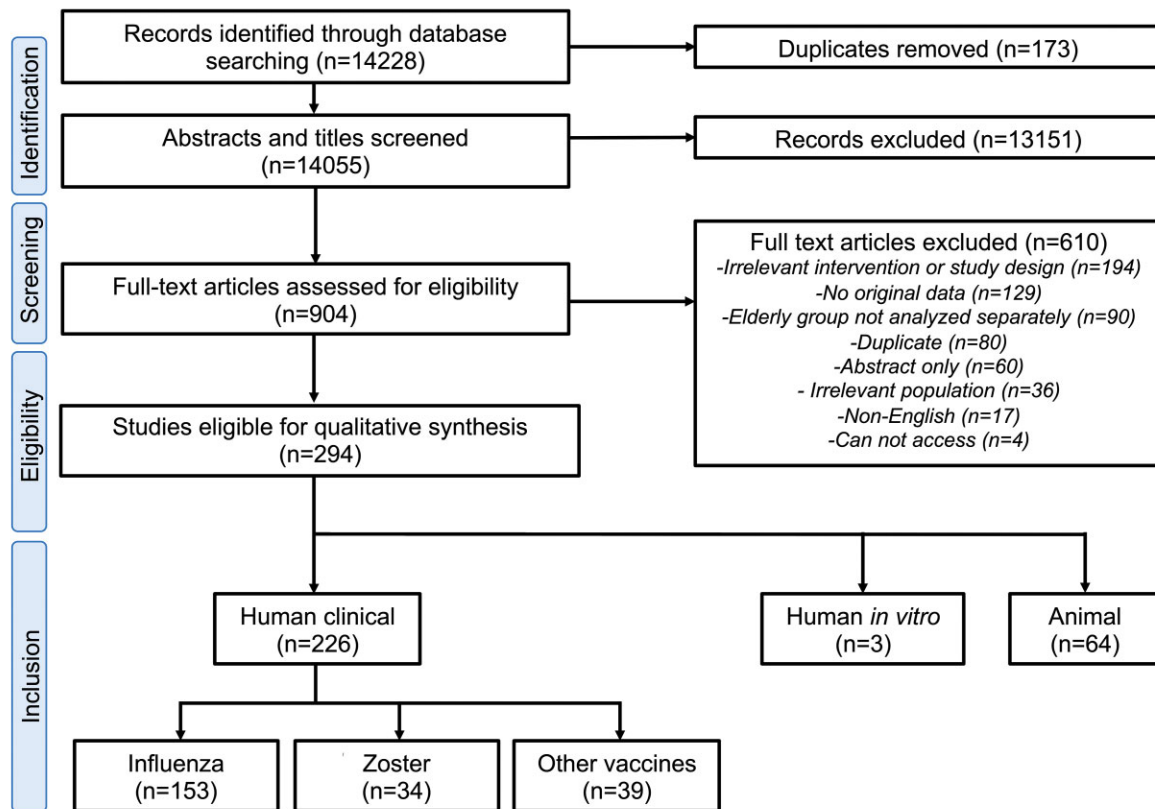 Identification
Records identified through database
searching (n=14228)
Duplicates removed (n=173)
Abstracts and titles screened
(n=14055)
Records excluded (n=13151)
Screening
Full-text articles assessed for eligibility
(n=904)
Full text articles excluded (n=610)
-Irrelevant intervention or study design (n=194)
-No original data (n=129)
-Elderly group not analyzed separately (n=90)
-Duplicate (n=80)
-Abstract only (n=60)
- Irrelevant population (n=36)
-Non-English (n=17)
-Can not access (n=4)
Eligibility
Studies eligible for qualitative synthesis
(n=294)
Inclusion
Human clinical
(n=226)
Human in vitro
(n=3)
Animal
(n=64)
Influenza
(n=153)
Zoster
(n=34)
Other vaccines
(n=39)